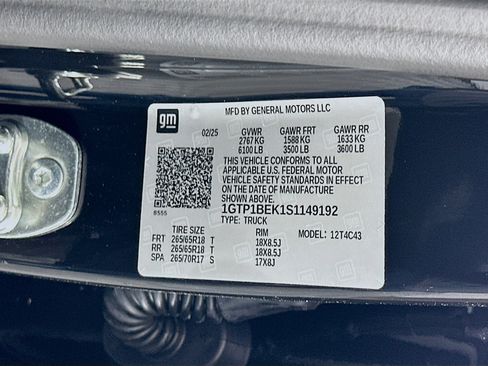 gm
MFD BY GENERAL MOTORS LLC
02/25 GVWR GAWR FRT GAWR RR
2767 KG 1588 KG 1633 KG
6100 LB 3500 LB 3600 LB
THIS VEHICLE CONFORMS TO ALL
APPLICABLE U.S. FEDERAL MOTOR
VEHICLE SAFETY STANDARDS IN
EFFECT ON THE DATE OF
MANUFACTURE SHOWN ABOVE.
1GTP1BEK1S1149192
TYPE: TRUCK
TIRE SIZE RIM MODEL: 12T4C43
FRT 265/65R18 T 18X8.5J
RR 265/65R18 T 18X8.5J
SPA 265/70R17 S 17X8J